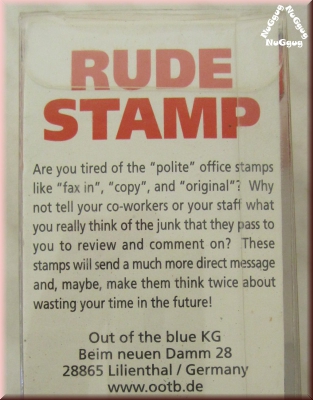 NuGgug
NuGgug
NuGgug
RUDE
STAMP
Are you tired of the “polite” office stamps
like “fax in”, “copy”, and “original”? Why
not tell your co-workers or your staff what
you really think of the junk that they pass to
you to review and comment on? These
stamps will send a much more direct message
and, maybe, make them think twice about
wasting your time in the future!
Out of the blue KG
Beim neuen Damm 28
28865 Lilienthal / Germany
www.ootb.de